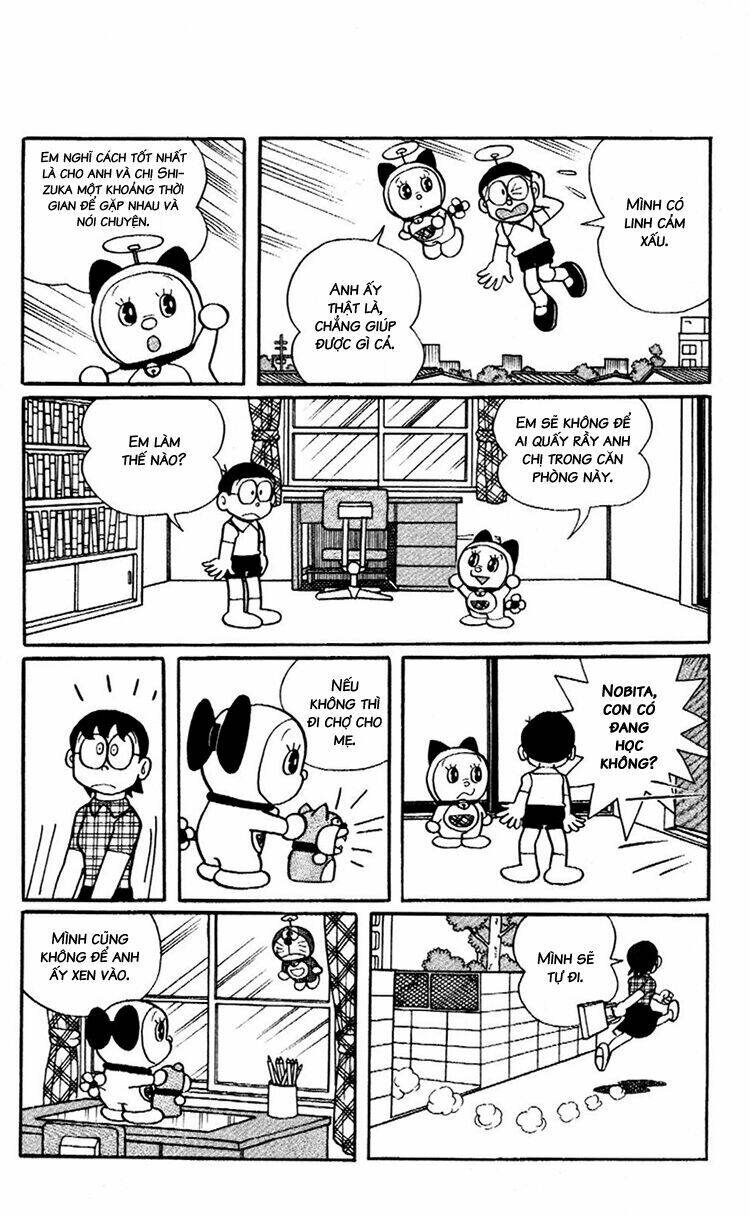 EM NGHĨ CÁCH TỐT NHẤT
LÀ CHO ANH VÀ CHỊ SHI-
ZUKA MỘT KHOẢNG THỜI
GIAN ĐỂ GẶP NHAU VÀ
NÓI CHUYỆN.
MÌNH CÓ
LINH CẢM
XẤU.
ANH ẤY
THẬT LÀ,
CHẲNG GIÚP
ĐƯỢC GÌ CẢ.
EM LÀM
THẾ NÀO?
EM SẼ KHÔNG ĐỂ
AI QUẤY RẦY ANH
CHỊ TRONG CĂN
PHÒNG NÀY.
NẾU
KHÔNG THÌ
ĐI CHỢ CHO
MẸ.
NOBITA,
CON CÓ
ĐANG
HỌC
KHÔNG?
MÌNH CŨNG
KHÔNG ĐỂ ANH
ẤY XEN VÀO.
MÌNH SẼ
TỰ ĐI.